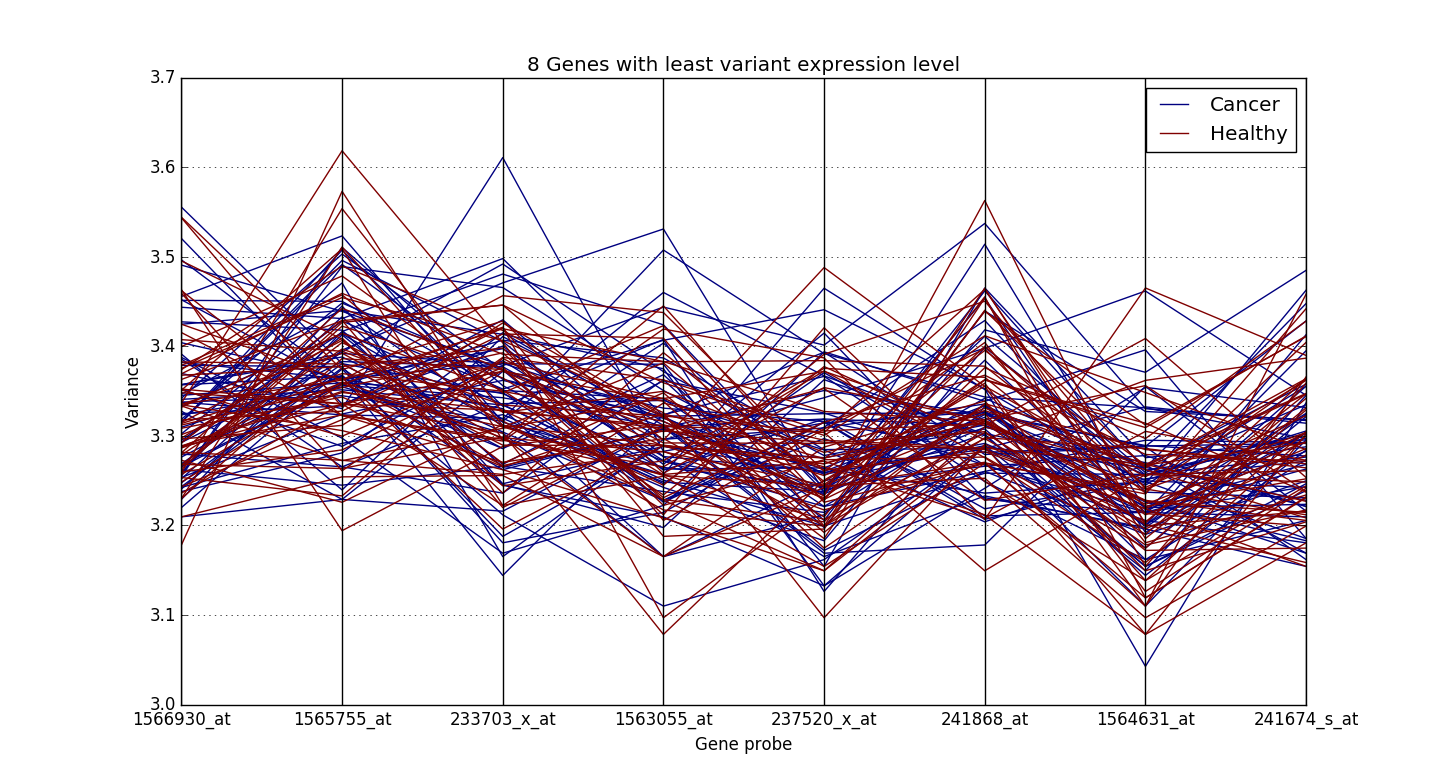 8 Genes with least variant expression level
3.7
3.6
3.5
3.4
3.3
3.2
3.1
3.0
Variance
Cancer
Healthy
1566930_at 1565755_at 233703_x_at 1563055_at 237520_x_at 241868_at 1564631_at 241674_s_at
Gene probe